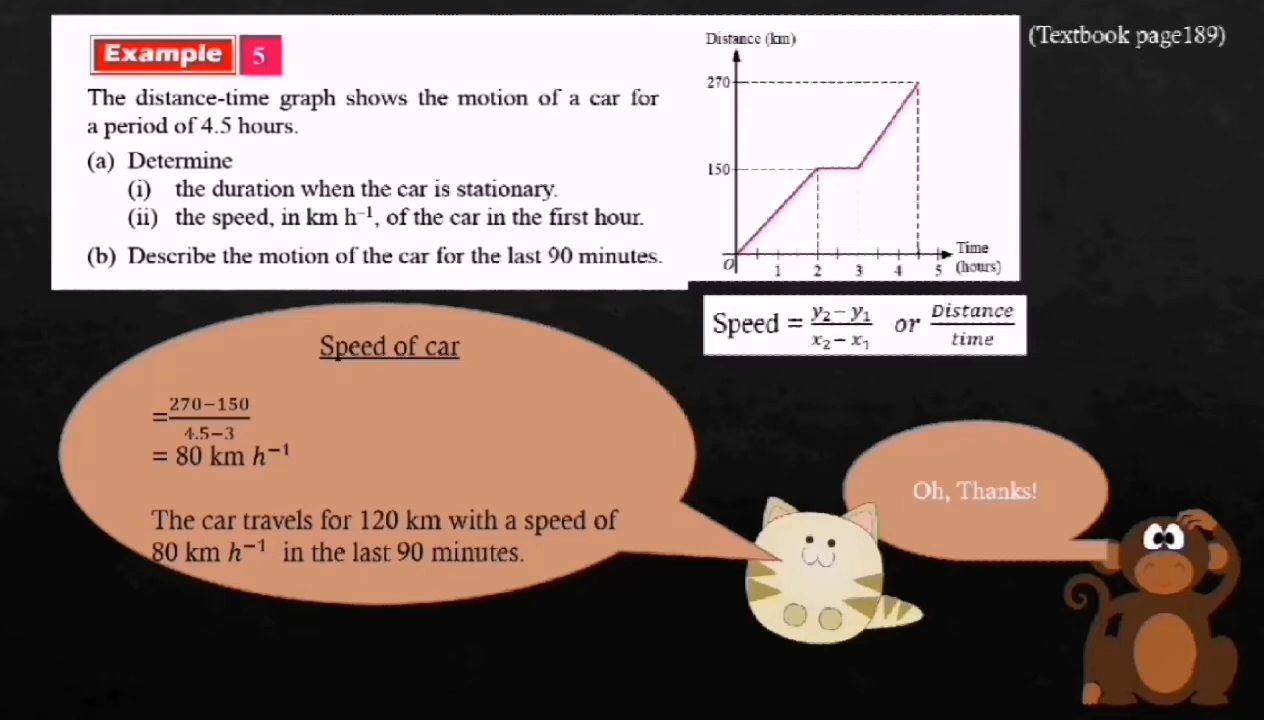 (Textbook page189)
Example 5
The distance-time graph shows the motion of a car for
a period of 4.5 hours.
(a) Determine
(i) the duration when the car is stationary.
(ii) the speed, in km h⁻¹, of the car in the first hour.
(b) Describe the motion of the car for the last 90 minutes.
Distance (km)
270
150
O 1 2 3 4 5
Time
(hours)
Speed = \frac{y₂− y₁}{x₂− x₁} or \frac{Distance}{time}
Speed of car
=\frac{270−150}{4.5−3}
= 80 km h⁻¹
The car travels for 120 km with a speed of
80 km h⁻¹ in the last 90 minutes.
Oh, Thanks!